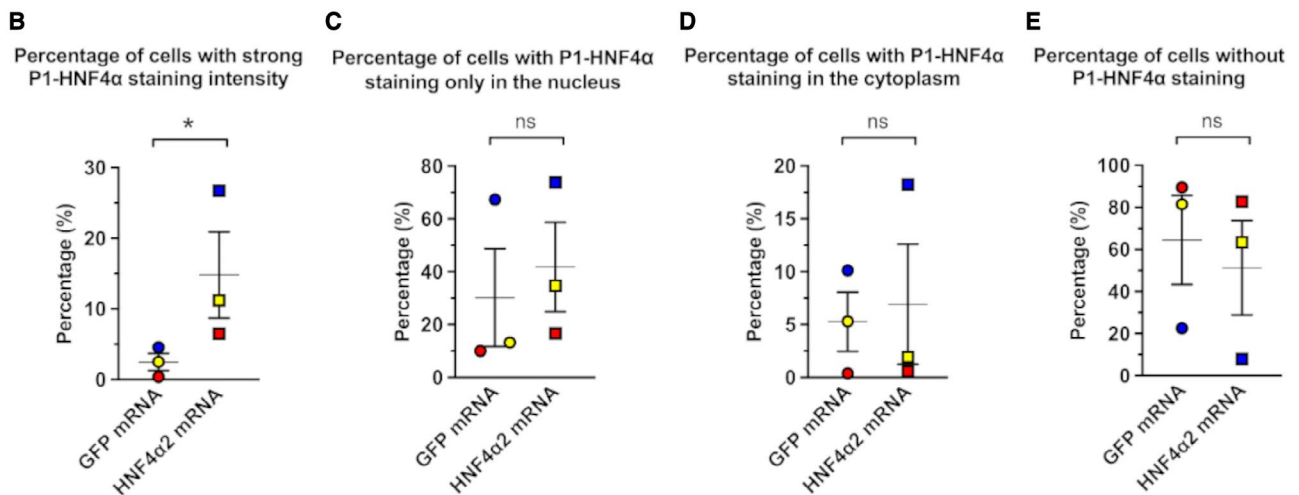 B
Percentage of cells with strong
P1-HNF4α staining intensity
*
30
20
10
0
Percentage (%)
GFP mRNA
HNF4α2 mRNA
C
Percentage of cells with P1-HNF4α
staining only in the nucleus
ns
80
60
40
20
0
Percentage (%)
GFP mRNA
HNF4α2 mRNA
D
Percentage of cells with P1-HNF4α
staining in the cytoplasm
ns
20
15
10
5
0
Percentage (%)
GFP mRNA
HNF4α2 mRNA
E
Percentage of cells without
P1-HNF4α staining
ns
100
80
60
40
20
0
Percentage (%)
GFP mRNA
HNF4α2 mRNA